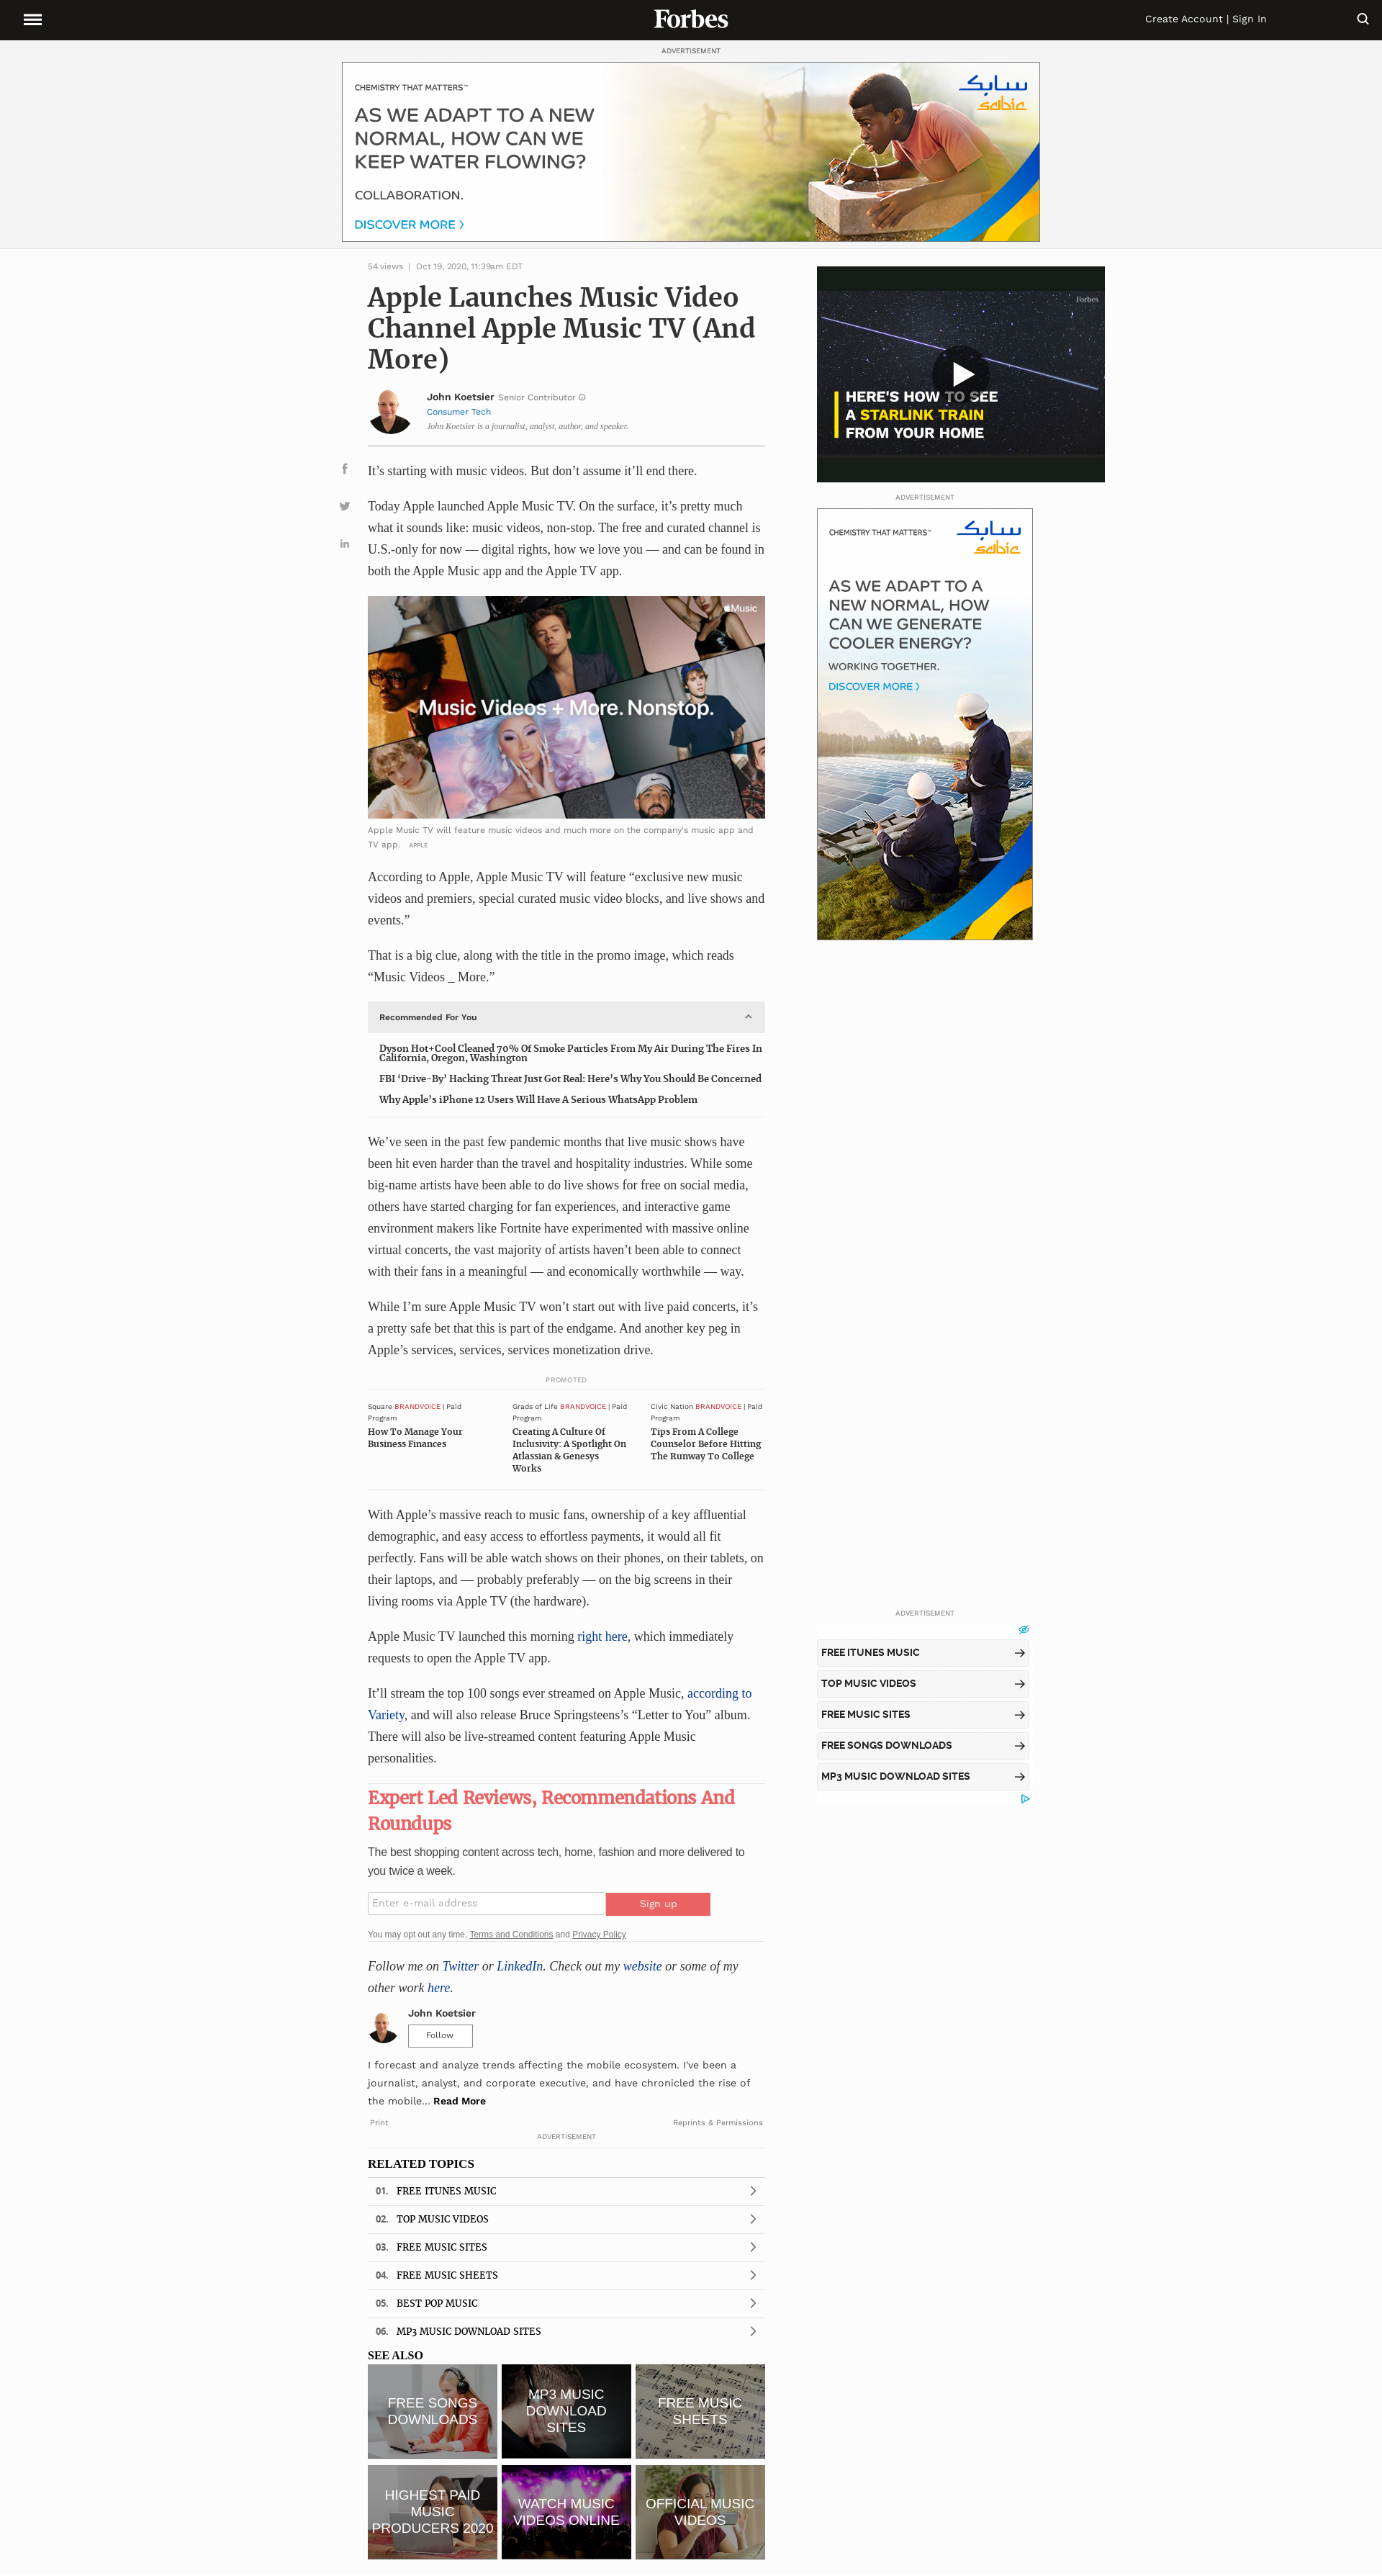 Forbes
Create Account | Sign In
ADVERTISEMENT
CHEMISTRY THAT MATTERS™
سابك
sabic
AS WE ADAPT TO A NEW
NORMAL, HOW CAN WE
KEEP WATER FLOWING?
COLLABORATION.
DISCOVER MORE
54 views | Oct 19, 2020, 11:39am EDT
Apple Launches Music Video
Channel Apple Music TV (And
More)
John Koetsier Senior Contributor
Consumer Tech
John Koetsier is a journalist, analyst, author, and speaker.
It’s starting with music videos. But don’t assume it’ll end there.
Today Apple launched Apple Music TV. On the surface, it’s pretty much
what it sounds like: music videos, non-stop. The free and curated channel is
U.S.-only for now — digital rights, how we love you — and can be found in
both the Apple Music app and the Apple TV app.
Music
Music Videos + More. Nonstop.
Apple Music TV will feature music videos and much more on the company's music app and
TV app. APPLE
According to Apple, Apple Music TV will feature “exclusive new music
videos and premiers, special curated music video blocks, and live shows and
events.”
That is a big clue, along with the title in the promo image, which reads
“Music Videos _ More.”
Recommended For You
Dyson Hot+Cool Cleaned 70% Of Smoke Particles From My Air During The Fires In
California, Oregon, Washington
FBI ‘Drive-By’ Hacking Threat Just Got Real: Here’s Why You Should Be Concerned
Why Apple’s iPhone 12 Users Will Have A Serious WhatsApp Problem
We’ve seen in the past few pandemic months that live music shows have
been hit even harder than the travel and hospitality industries. While some
big-name artists have been able to do live shows for free on social media,
others have started charging for fan experiences, and interactive game
environment makers like Fortnite have experimented with massive online
virtual concerts, the vast majority of artists haven’t been able to connect
with their fans in a meaningful — and economically worthwhile — way.
While I’m sure Apple Music TV won’t start out with live paid concerts, it’s
a pretty safe bet that this is part of the endgame. And another key peg in
Apple’s services, services, services monetization drive.
PROMOTED
Square BRANDVOICE | Paid
Program
How To Manage Your
Business Finances
Grads of Life BRANDVOICE | Paid
Program
Creating A Culture Of
Inclusivity: A Spotlight On
Atlassian & Genesys
Works
Civic Nation BRANDVOICE | Paid
Program
Tips From A College
Counselor Before Hitting
The Runway To College
With Apple’s massive reach to music fans, ownership of a key affluential
demographic, and easy access to effortless payments, it would all fit
perfectly. Fans will be able watch shows on their phones, on their tablets, on
their laptops, and — probably preferably — on the big screens in their
living rooms via Apple TV (the hardware).
Apple Music TV launched this morning right here, which immediately
requests to open the Apple TV app.
It’ll stream the top 100 songs ever streamed on Apple Music, according to
Variety, and will also release Bruce Springsteens’s “Letter to You” album.
There will also be live-streamed content featuring Apple Music
personalities.
Expert Led Reviews, Recommendations And
Roundups
The best shopping content across tech, home, fashion and more delivered to
you twice a week.
Enter e-mail address
Sign up
You may opt out any time. Terms and Conditions and Privacy Policy
Follow me on Twitter or LinkedIn. Check out my website or some of my
other work here.
John Koetsier
Follow
I forecast and analyze trends affecting the mobile ecosystem. I've been a
journalist, analyst, and corporate executive, and have chronicled the rise of
the mobile... Read More
Print
Reprints & Permissions
ADVERTISEMENT
RELATED TOPICS
01. FREE ITUNES MUSIC
02. TOP MUSIC VIDEOS
03. FREE MUSIC SITES
04. FREE MUSIC SHEETS
05. BEST POP MUSIC
06. MP3 MUSIC DOWNLOAD SITES
SEE ALSO
FREE SONGS
DOWNLOADS
MP3 MUSIC
DOWNLOAD
SITES
FREE MUSIC
SHEETS
HIGHEST PAID
MUSIC
PRODUCERS 2020
WATCH MUSIC
VIDEOS ONLINE
OFFICIAL MUSIC
VIDEOS
Forbes
HERE'S HOW TO SEE
A STARLINK TRAIN
FROM YOUR HOME
ADVERTISEMENT
CHEMISTRY THAT MATTERS™
سابك
sabic
AS WE ADAPT TO A
NEW NORMAL, HOW
CAN WE GENERATE
COOLER ENERGY?
WORKING TOGETHER.
DISCOVER MORE
ADVERTISEMENT
FREE ITUNES MUSIC
TOP MUSIC VIDEOS
FREE MUSIC SITES
FREE SONGS DOWNLOADS
MP3 MUSIC DOWNLOAD SITES